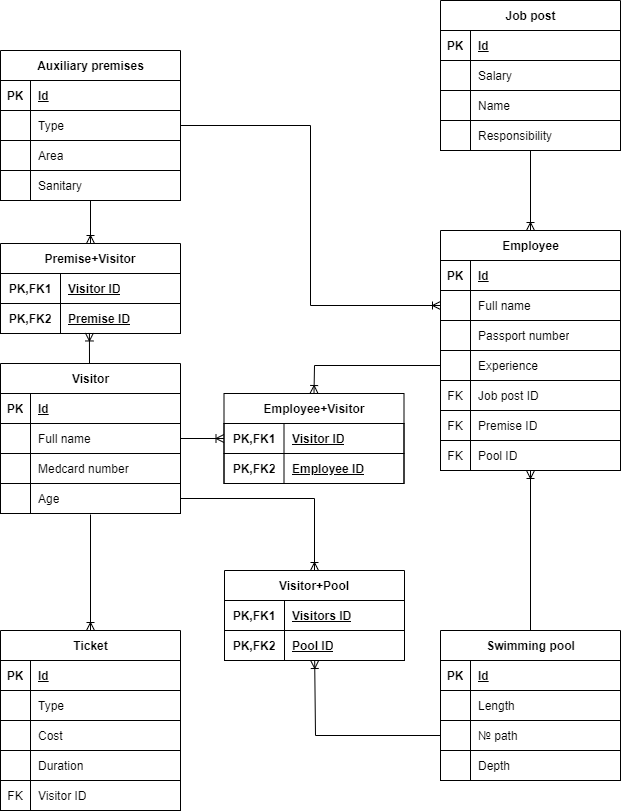 Job post
PK Id
Salary
Name
Responsibility
Auxiliary premises
PK Id
Type
Area
Sanitary
Premise+Visitor
PK,FK1 Visitor ID
PK,FK2 Premise ID
Employee
PK Id
Full name
Passport number
Experience
FK Job post ID
FK Premise ID
FK Pool ID
Visitor
PK Id
Full name
Medcard number
Age
Employee+Visitor
PK,FK1 Visitor ID
PK,FK2 Employee ID
Visitor+Pool
PK,FK1 Visitors ID
PK,FK2 Pool ID
Ticket
PK Id
Type
Cost
Duration
FK Visitor ID
Swimming pool
PK Id
Length
№ path
Depth